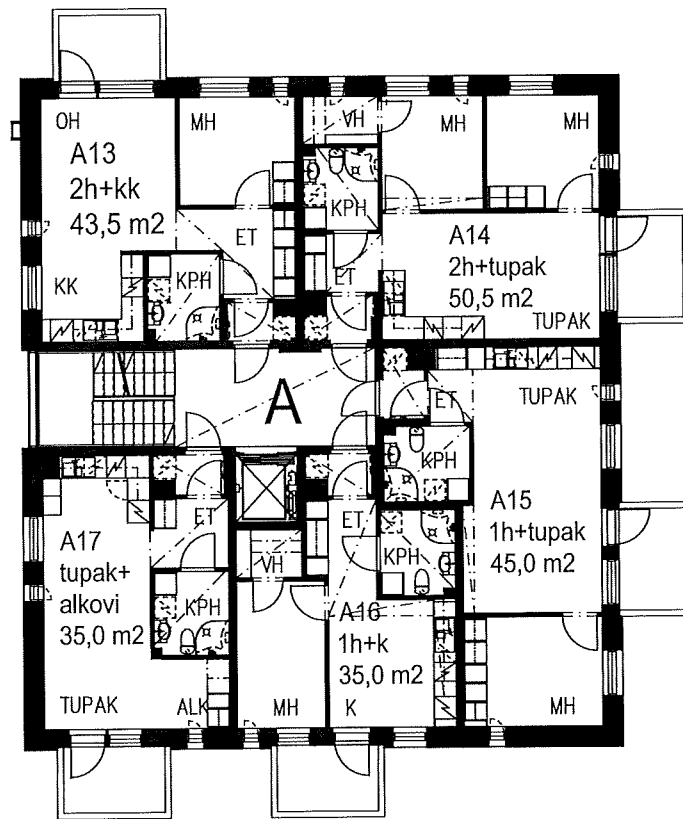 OH
MH
A13
2h+kk
43,5 m2
ET
KK
KPH
VH
MH
MH
KPH
A14
2h+tupak
50,5 m2
ET
TUPAK
A
ET
TUPAK
KPH
A15
1h+tupak
45,0 m2
MH
ET
A17
tupak+
alkovi
35,0 m2
KPH
TUPAK
ALK
VH
ET
KPH
A16
1h+k
35,0 m2
MH
K